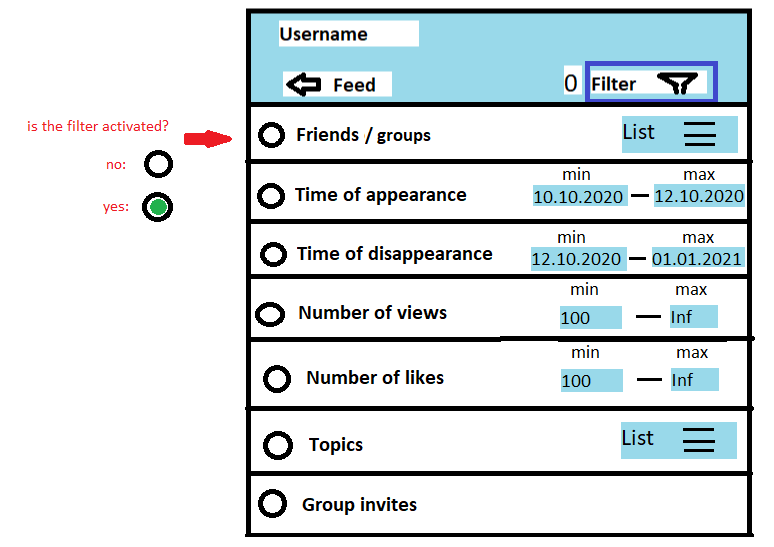 Username
Feed
0 Filter
is the filter activated?
no:
yes:
Friends / groups
List
min max
Time of appearance
10.10.2020 — 12.10.2020
min max
Time of disappearance
12.10.2020 — 01.01.2021
min max
Number of views
100 — Inf
min max
Number of likes
100 — Inf
Topics
List
Group invites